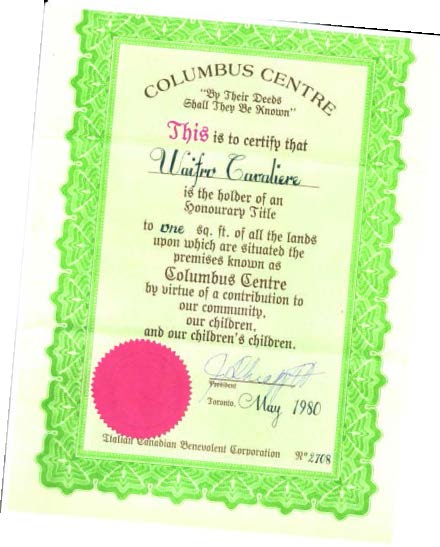 COLUMBUS CENTRE
"By Their Deeds
Shall They Be Known"
This is to certify that
Waifro Cavaliere
is the holder of an
Honourary Title
to one sq. ft. of all the lands
upon which are situated the
premises known as
Columbus Centre
by virtue of a contribution to
our community,
our children,
and our children's children.
President
Toronto, May 1980
Italian Canadian Benevolent Corporation Nº 2708